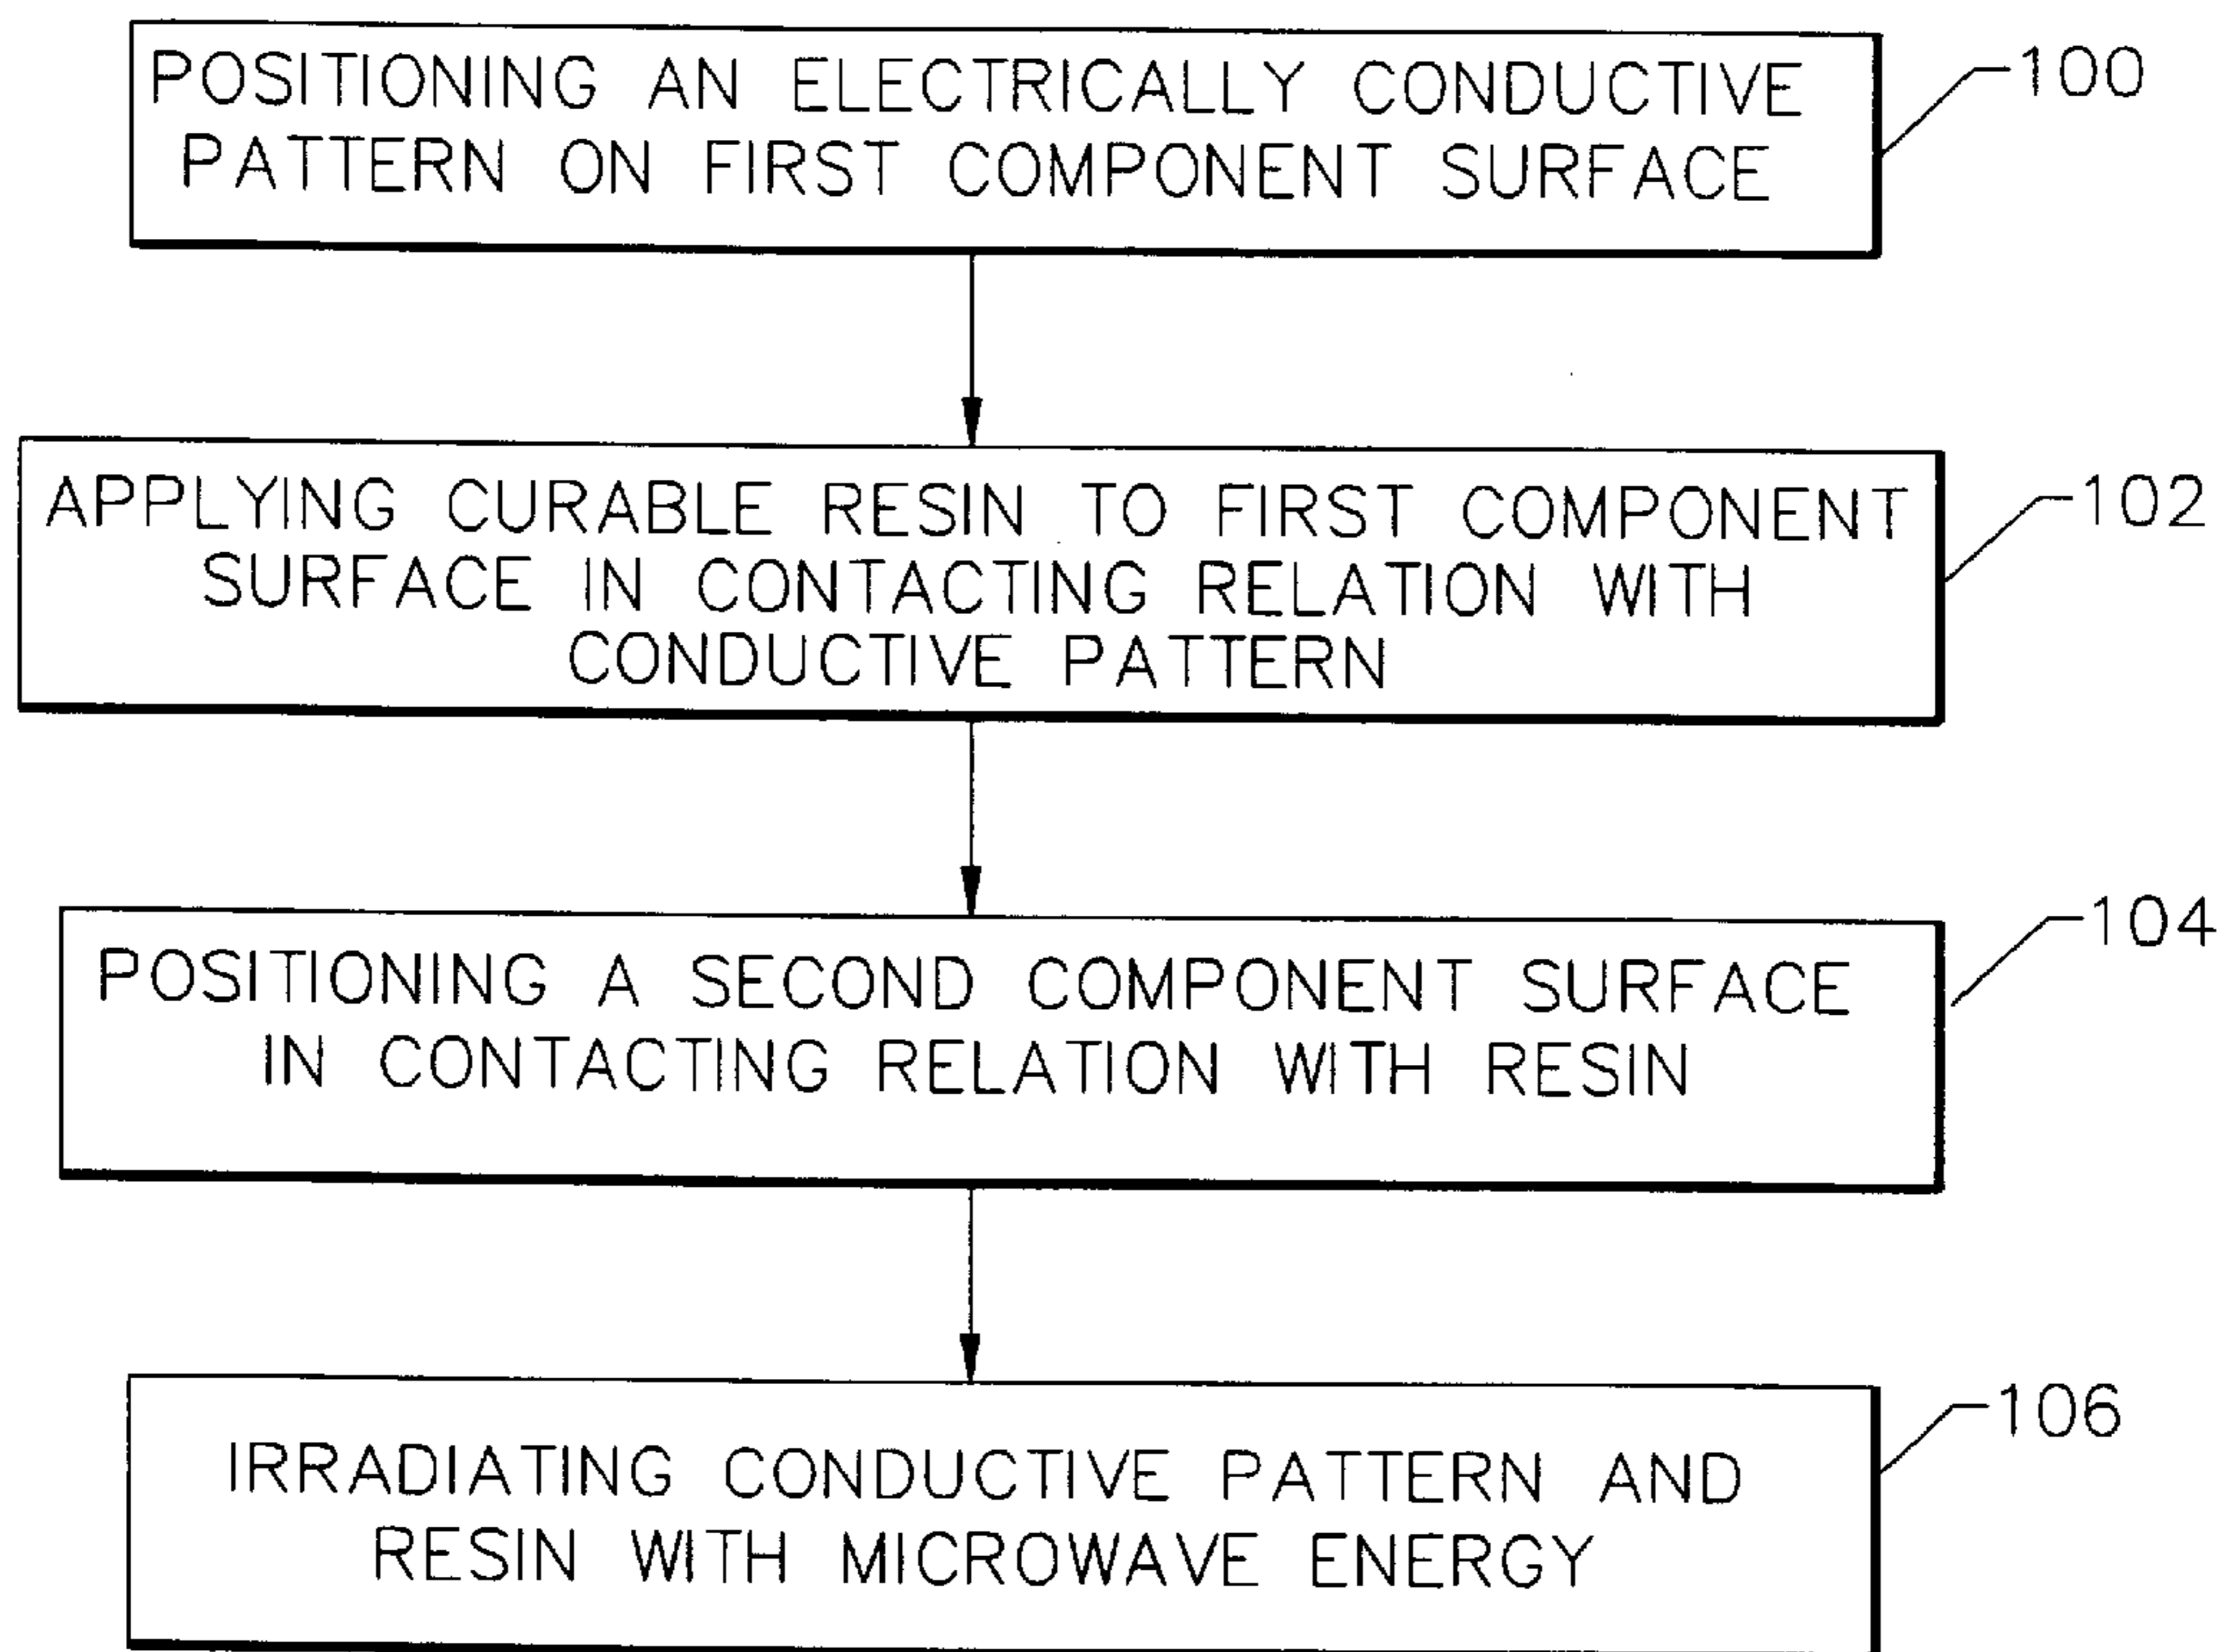 POSITIONING AN ELECTRICALLY CONDUCTIVE
PATTERN ON FIRST COMPONENT SURFACE
100
APPLYING CURABLE RESIN TO FIRST COMPONENT
SURFACE IN CONTACTING RELATION WITH
CONDUCTIVE PATTERN
102
POSITIONING A SECOND COMPONENT SURFACE
IN CONTACTING RELATION WITH RESIN
104
IRRADIATING CONDUCTIVE PATTERN AND
RESIN WITH MICROWAVE ENERGY
106